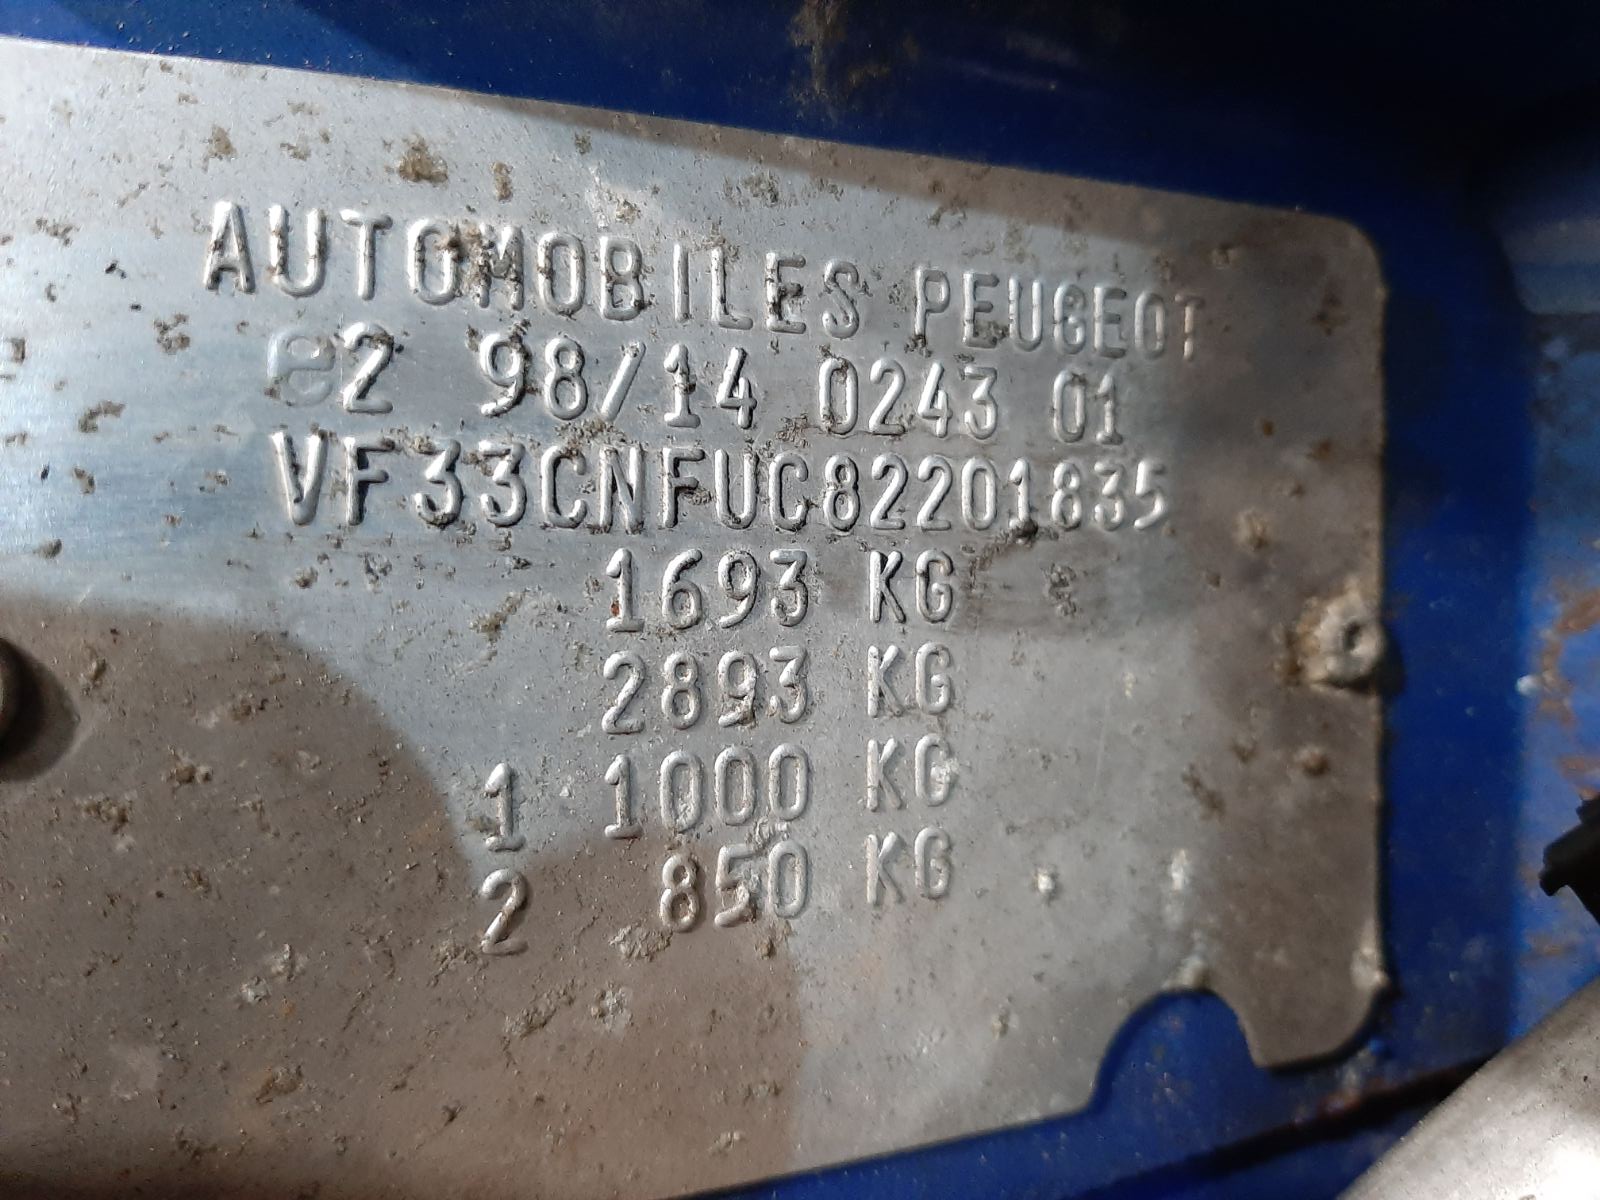 AUTOMOBILES PEUGEOT
e2 98/14 0243 01
VF33CNFUC82201835
1693 KG
2893 KG
1 1000 KG
2 850 KG